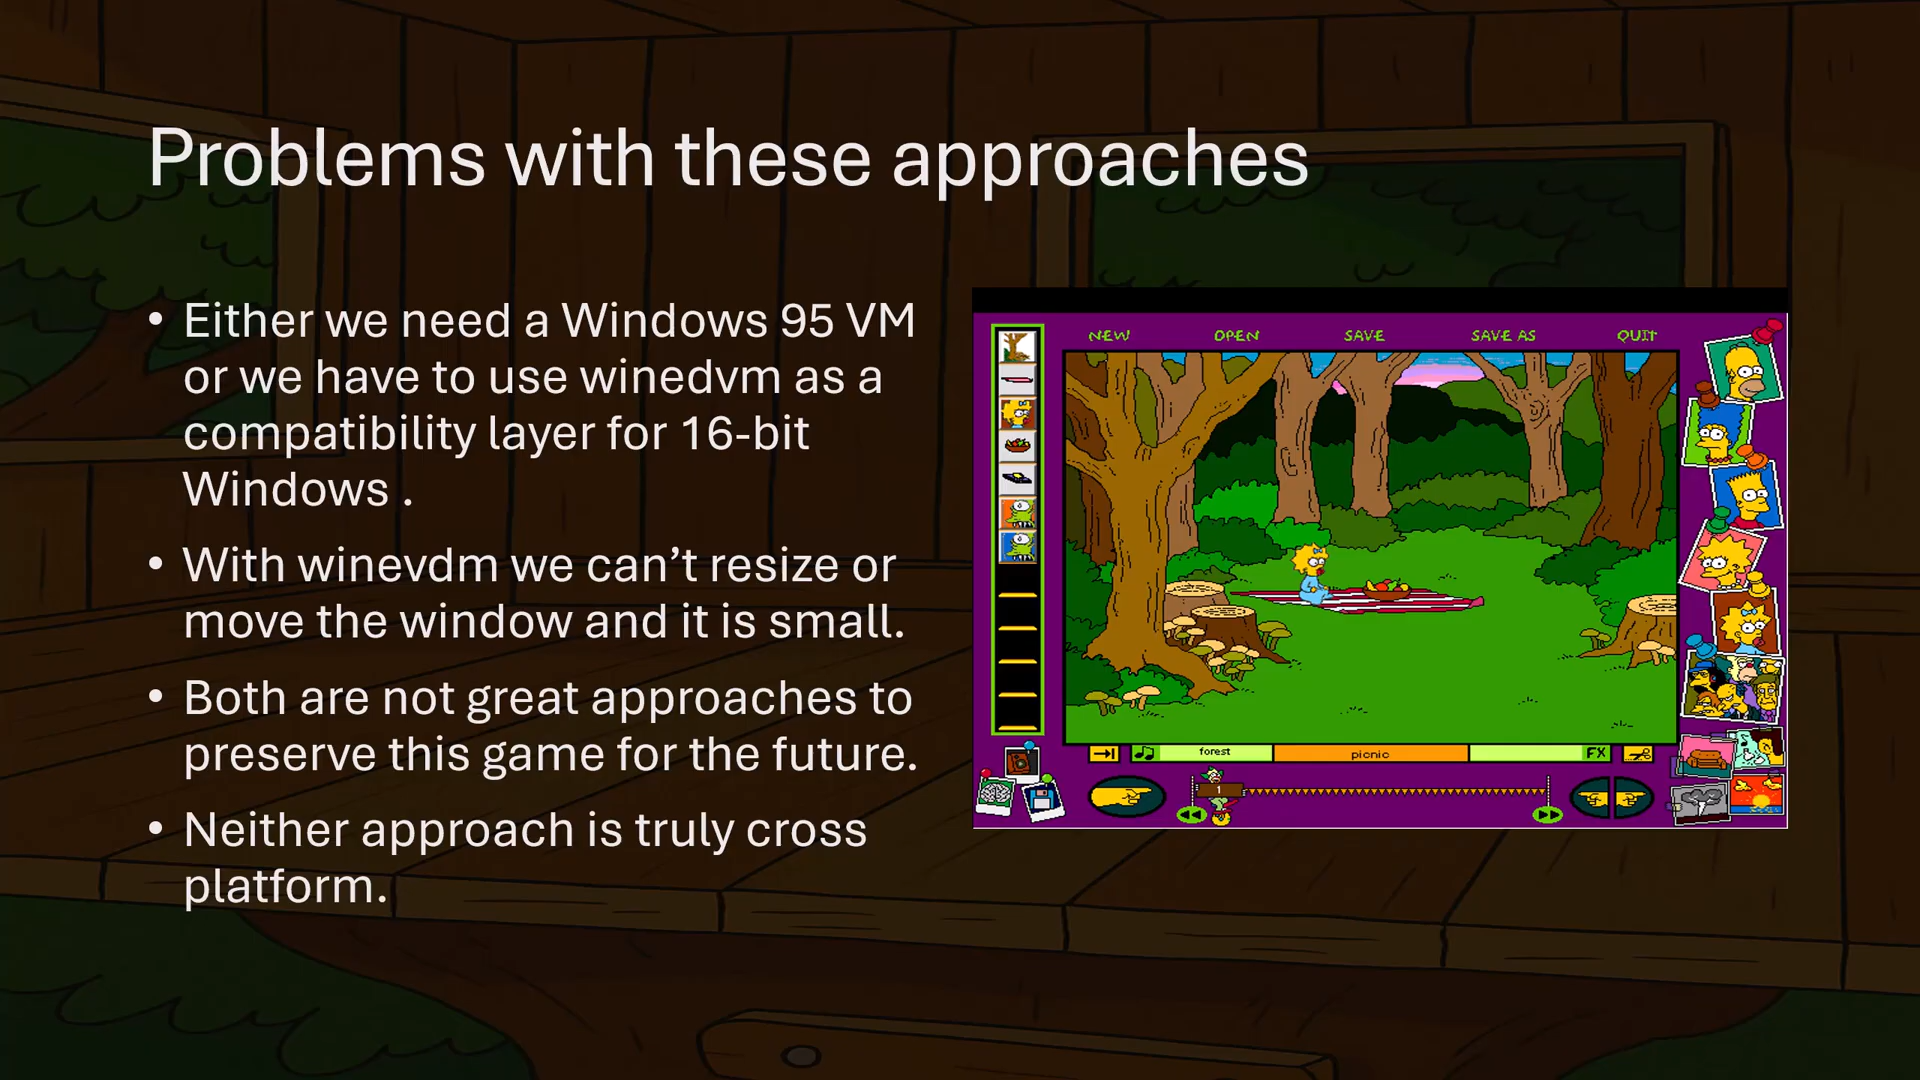 Problems with these approaches
• Either we need a Windows 95 VM
or we have to use winedvm as a
compatibility layer for 16-bit
Windows .
• With winevdm we can’t resize or
move the window and it is small.
• Both are not great approaches to
preserve this game for the future.
• Neither approach is truly cross
platform.
NEW OPEN SAVE SAVE AS QUIT
forest picnic FX
1